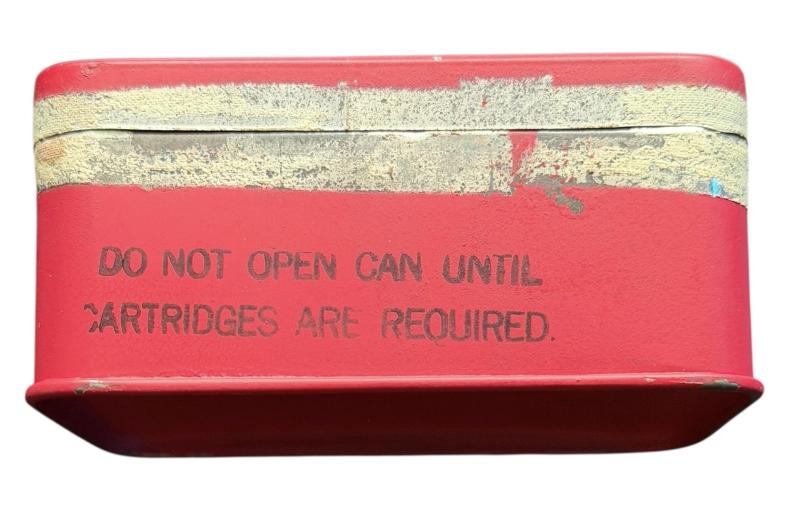 DO NOT OPEN CAN UNTIL
CARTRIDGES ARE REQUIRED.